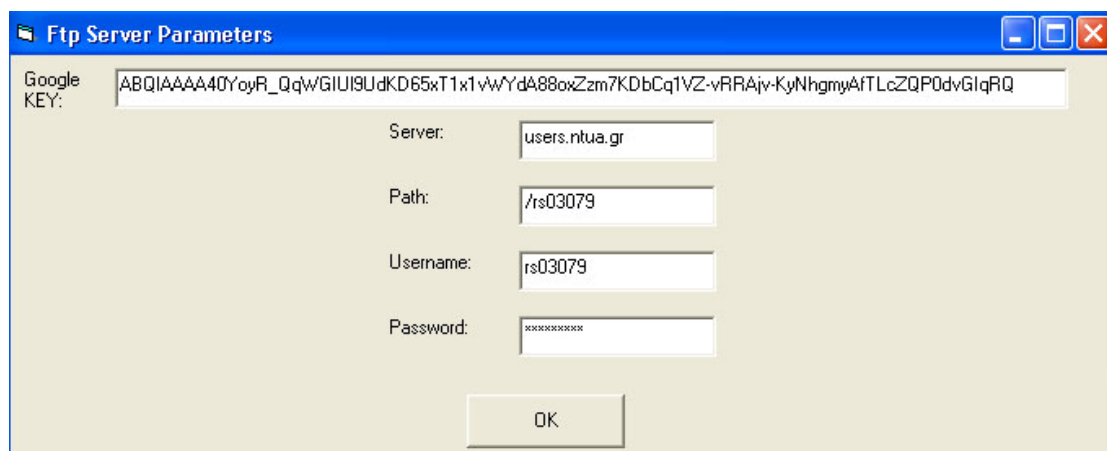 Ftp Server Parameters
Google KEY: ABQIAAAA40YoyR_QqWGIUI9UdKD65xT1x1vWYdA88oxZzm7KDbCq1VZ-vRRAjv-KyNhgmyAfTLcZQP0dvGIqRQ
Server: users.ntua.gr
Path: /rs03079
Username: rs03079
Password: *********
OK